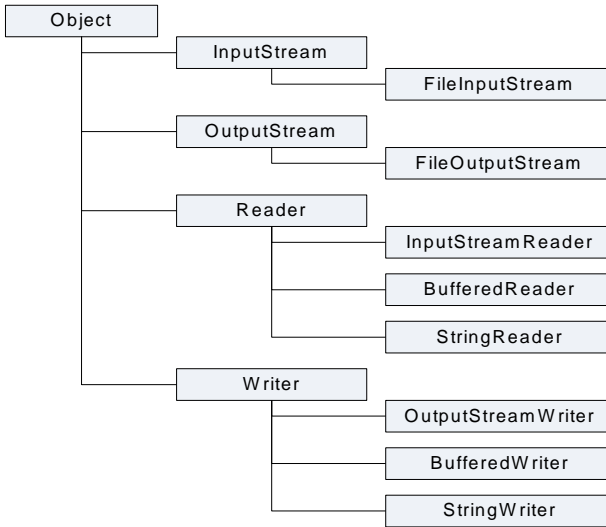 Object
InputStream
FileInputStream
OutputStream
FileOutputStream
Reader
InputStreamReader
BufferedReader
StringReader
Writer
OutputStreamWriter
BufferedWriter
StringWriter